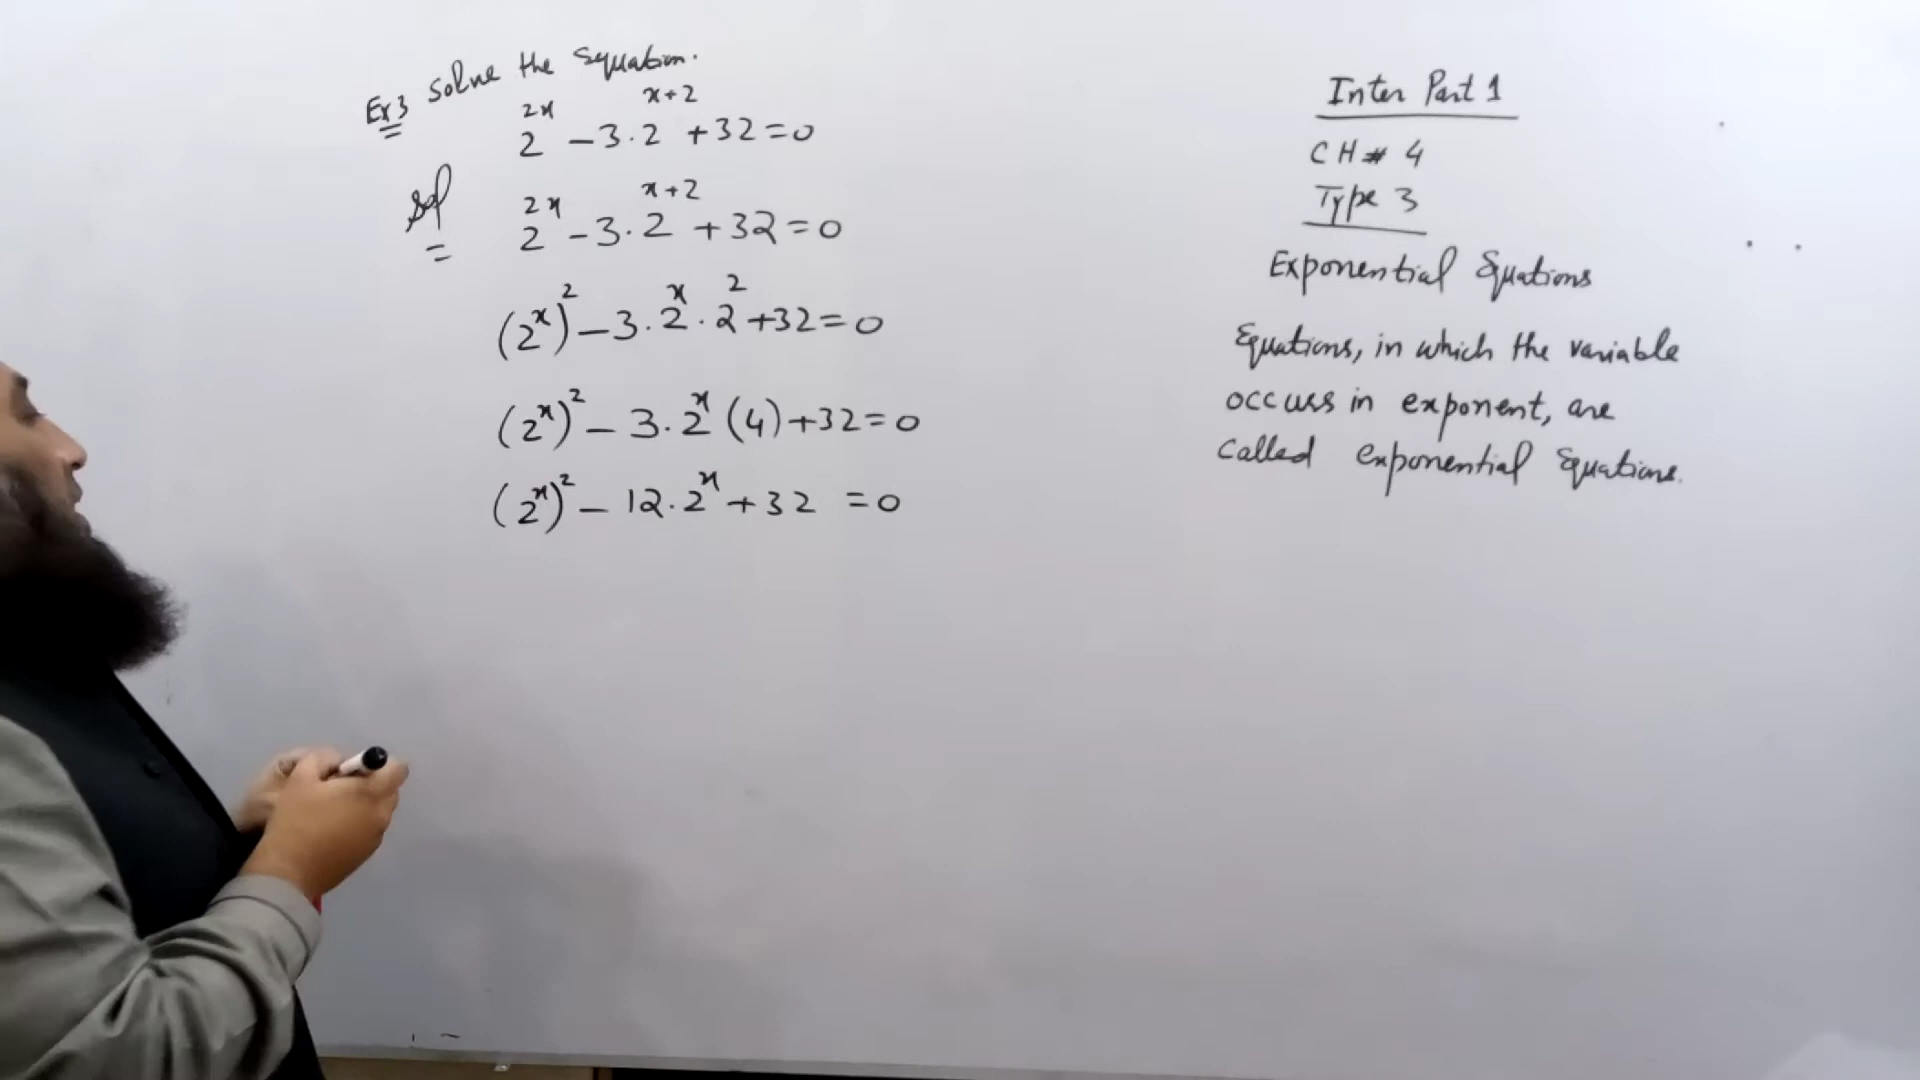 Ex3 Solve the Equation.
2^{2x} - 3.2^{x+2} + 32 = 0
Sol 2^{2x} - 3.2^{x+2} + 32 = 0
(2^x)^2 - 3.2^x.2^2 + 32 = 0
(2^x)^2 - 3.2^x (4) + 32 = 0
(2^x)^2 - 12.2^x + 32 = 0
Inter Part 1
CH# 4
Type 3
Exponential Equations
Equations, in which the variable
occurs in exponent, are
called exponential Equations.